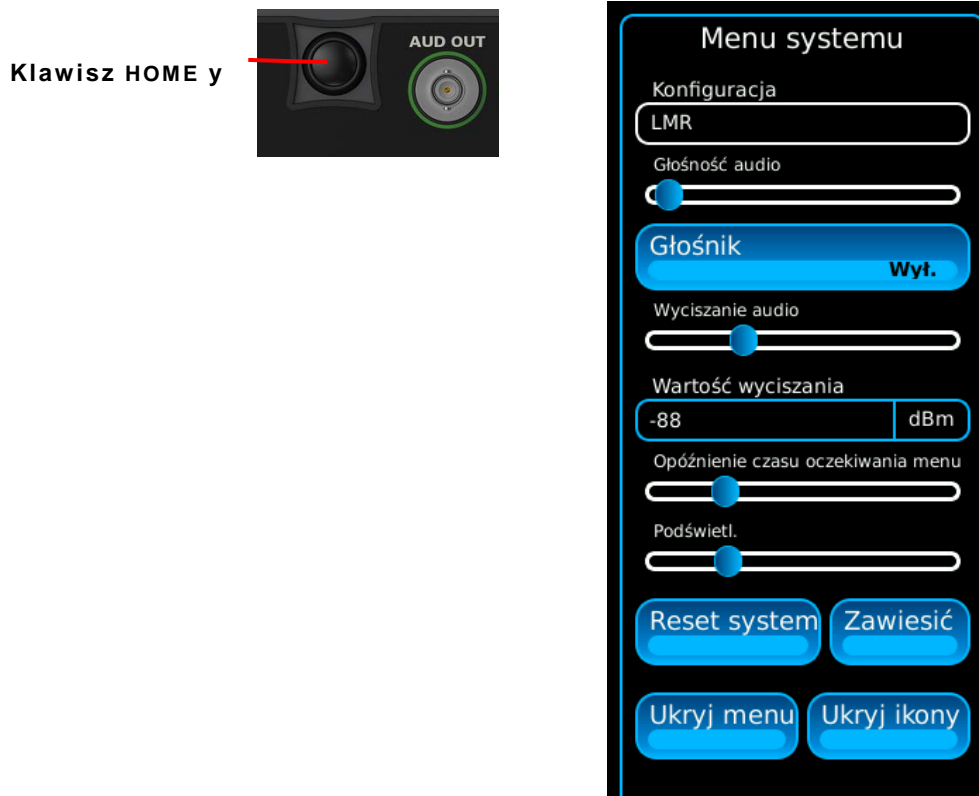 Klawisz HOME y
AUD OUT
Menu systemu
Konfiguracja
LMR
Głośność audio
Głośnik
Wył.
Wyciszanie audio
Wartość wyciszania
-88 dBm
Opóźnienie czasu oczekiwania menu
Podświetl.
Reset system Zawiesić
Ukryj menu Ukryj ikony